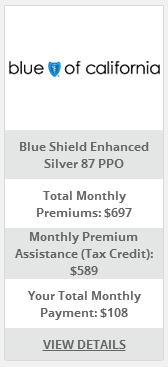 blue of california
Blue Shield Enhanced
Silver 87 PPO
Total Monthly
Premiums: $697
Monthly Premium
Assistance (Tax Credit):
$589
Your Total Monthly
Payment: $108
VIEW DETAILS